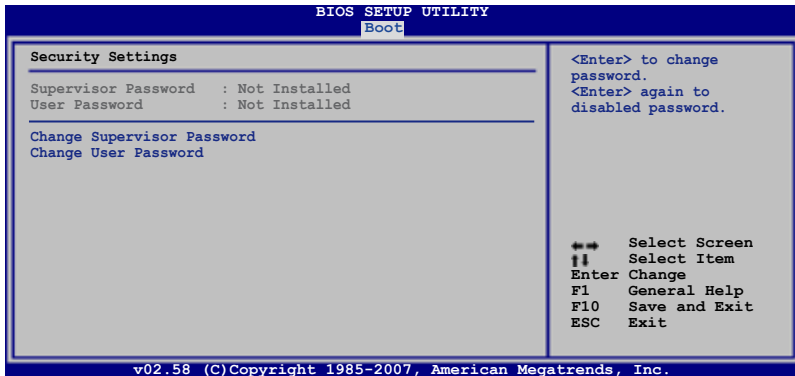 BIOS SETUP UTILITY
Boot
Security Settings
Supervisor Password : Not Installed
User Password : Not Installed
Change Supervisor Password
Change User Password
<Enter> to change
password.
<Enter> again to
disabled password.
←→ Select Screen
↑↓ Select Item
Enter Change
F1 General Help
F10 Save and Exit
ESC Exit
v02.58 (C)Copyright 1985-2007, American Megatrends, Inc.